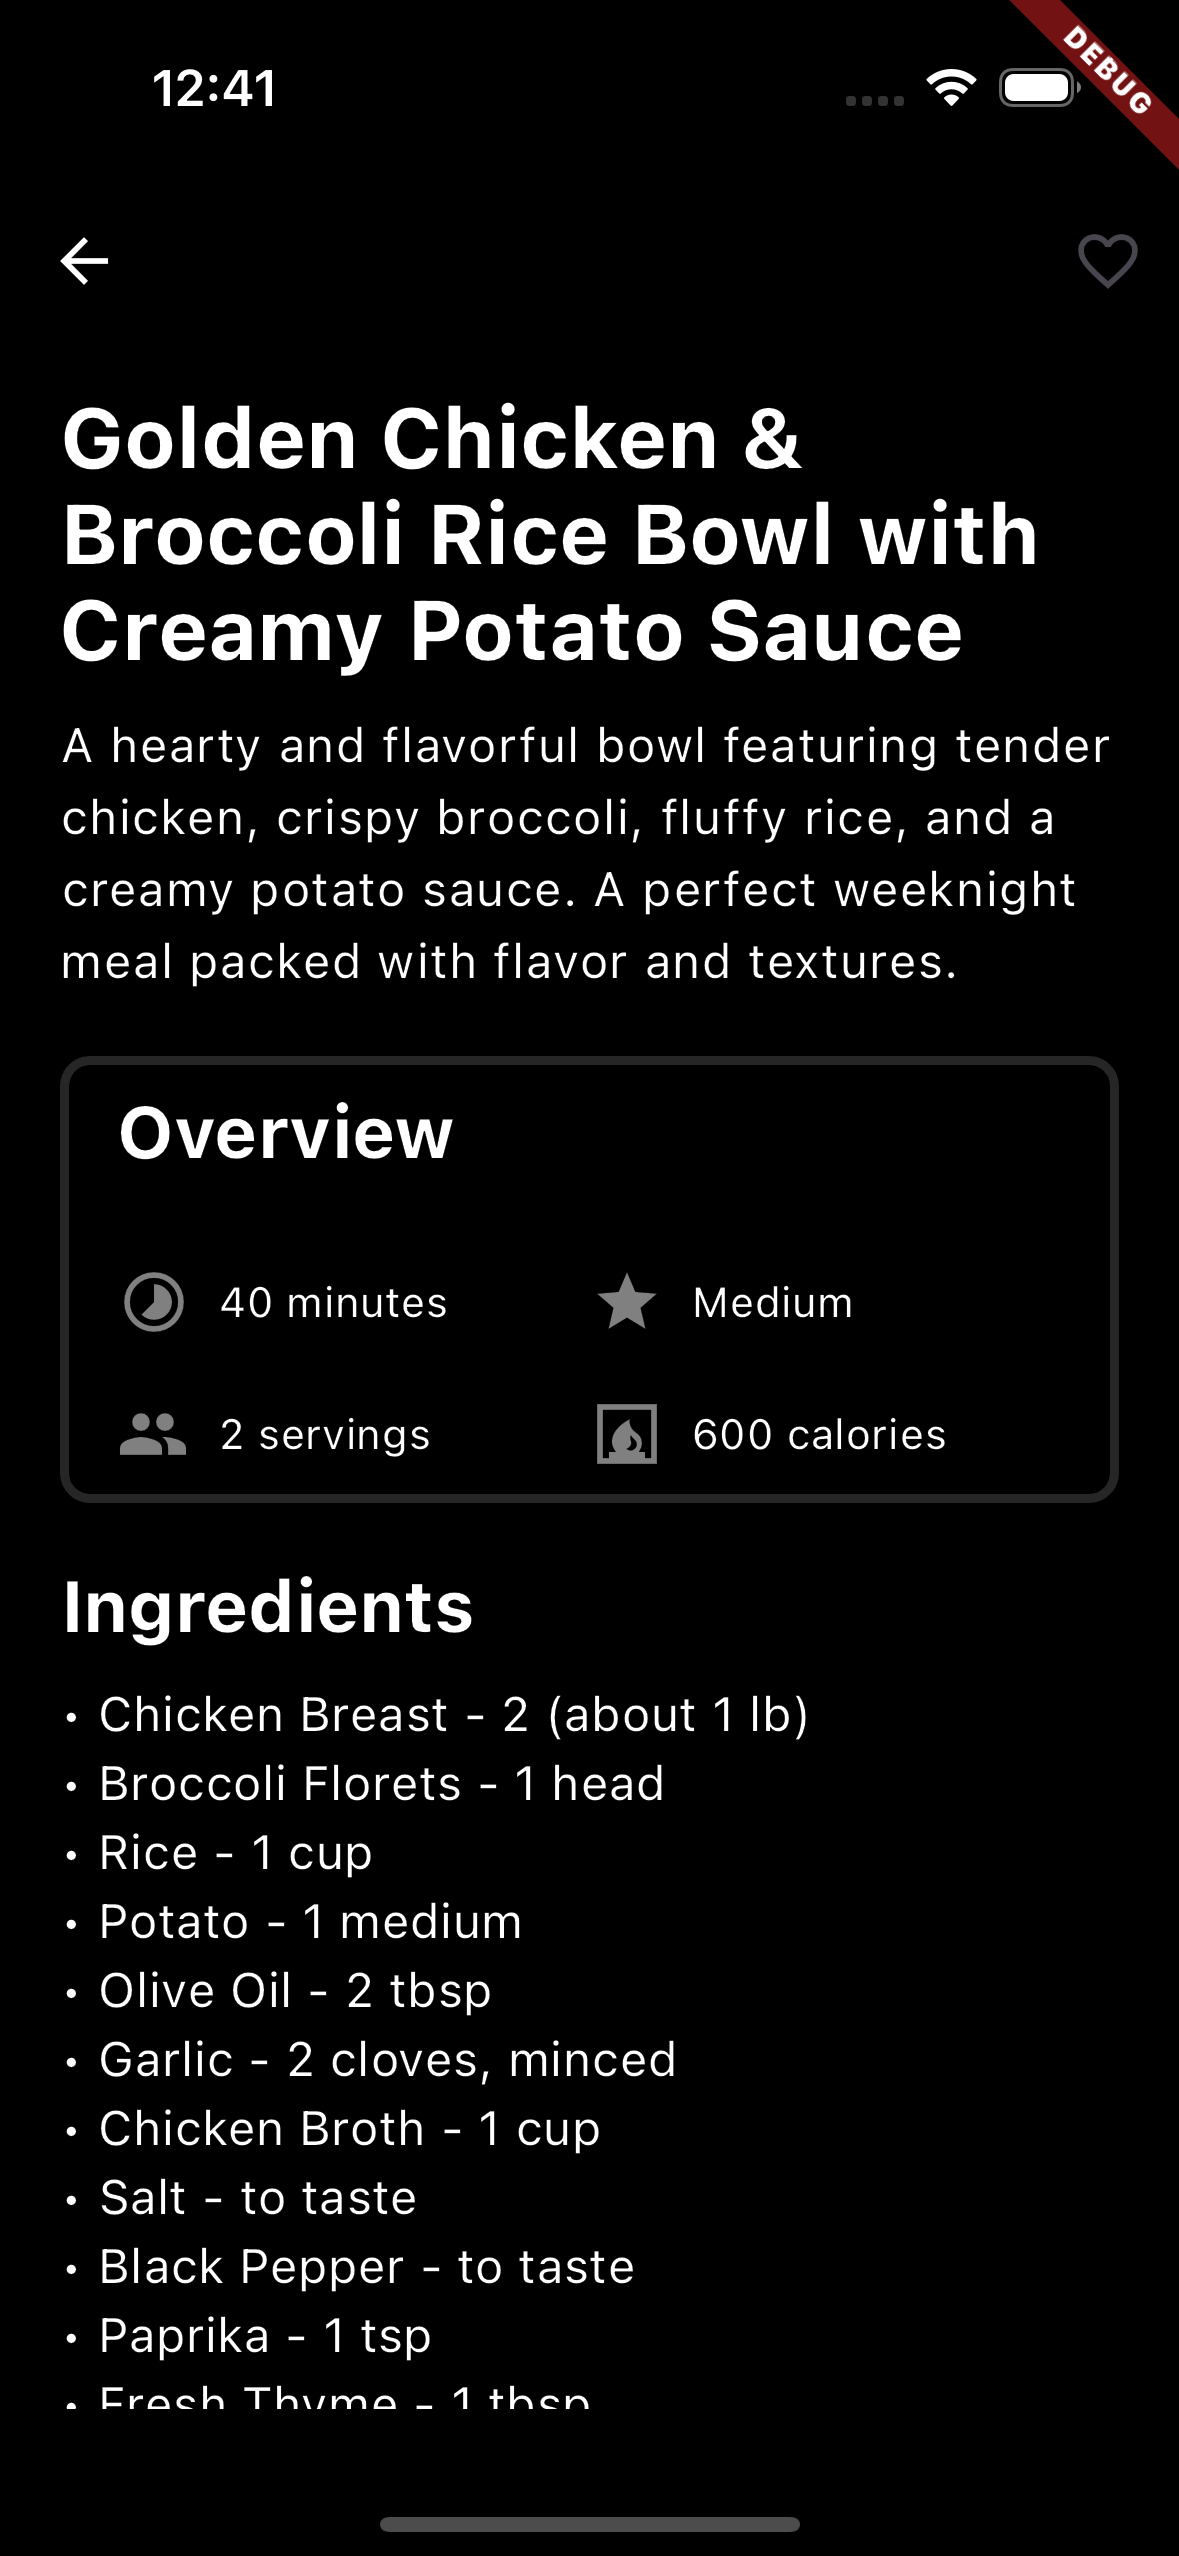 12:41
DEBUG
Golden Chicken &
Broccoli Rice Bowl with
Creamy Potato Sauce
A hearty and flavorful bowl featuring tender
chicken, crispy broccoli, fluffy rice, and a
creamy potato sauce. A perfect weeknight
meal packed with flavor and textures.
Overview
40 minutes
Medium
2 servings
600 calories
Ingredients
• Chicken Breast - 2 (about 1 lb)
• Broccoli Florets - 1 head
• Rice - 1 cup
• Potato - 1 medium
• Olive Oil - 2 tbsp
• Garlic - 2 cloves, minced
• Chicken Broth - 1 cup
• Salt - to taste
• Black Pepper - to taste
• Paprika - 1 tsp
• Fresh Thyme - 1 tbsp